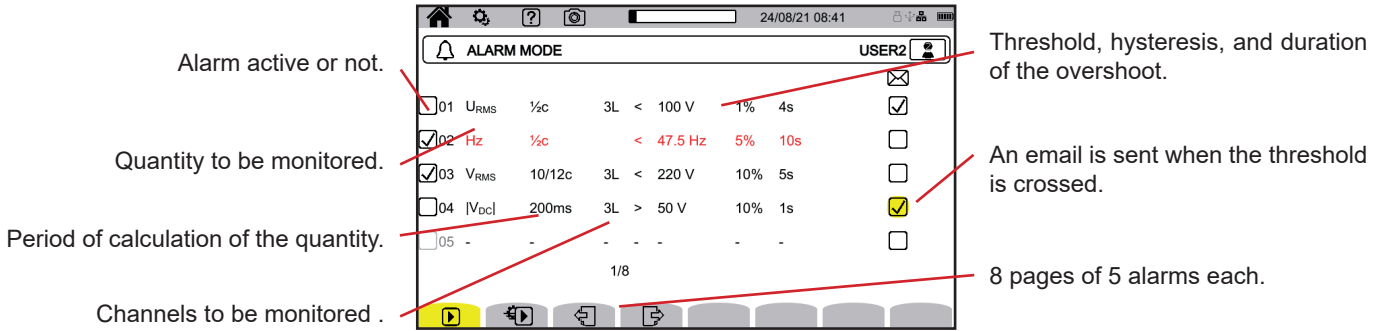 24/08/21 08:41
ALARM MODE
USER2
01 URMS ½c 3L < 100 V 1% 4s
02 Hz ½c < 47.5 Hz 5% 10s
03 VRMS 10/12c 3L < 220 V 10% 5s
04 |VDC| 200ms 3L > 50 V 10% 1s
05 - - - - - - -
1/8
Alarm active or not.
Quantity to be monitored.
Period of calculation of the quantity.
Channels to be monitored .
Threshold, hysteresis, and duration
of the overshoot.
An email is sent when the threshold
is crossed.
8 pages of 5 alarms each.